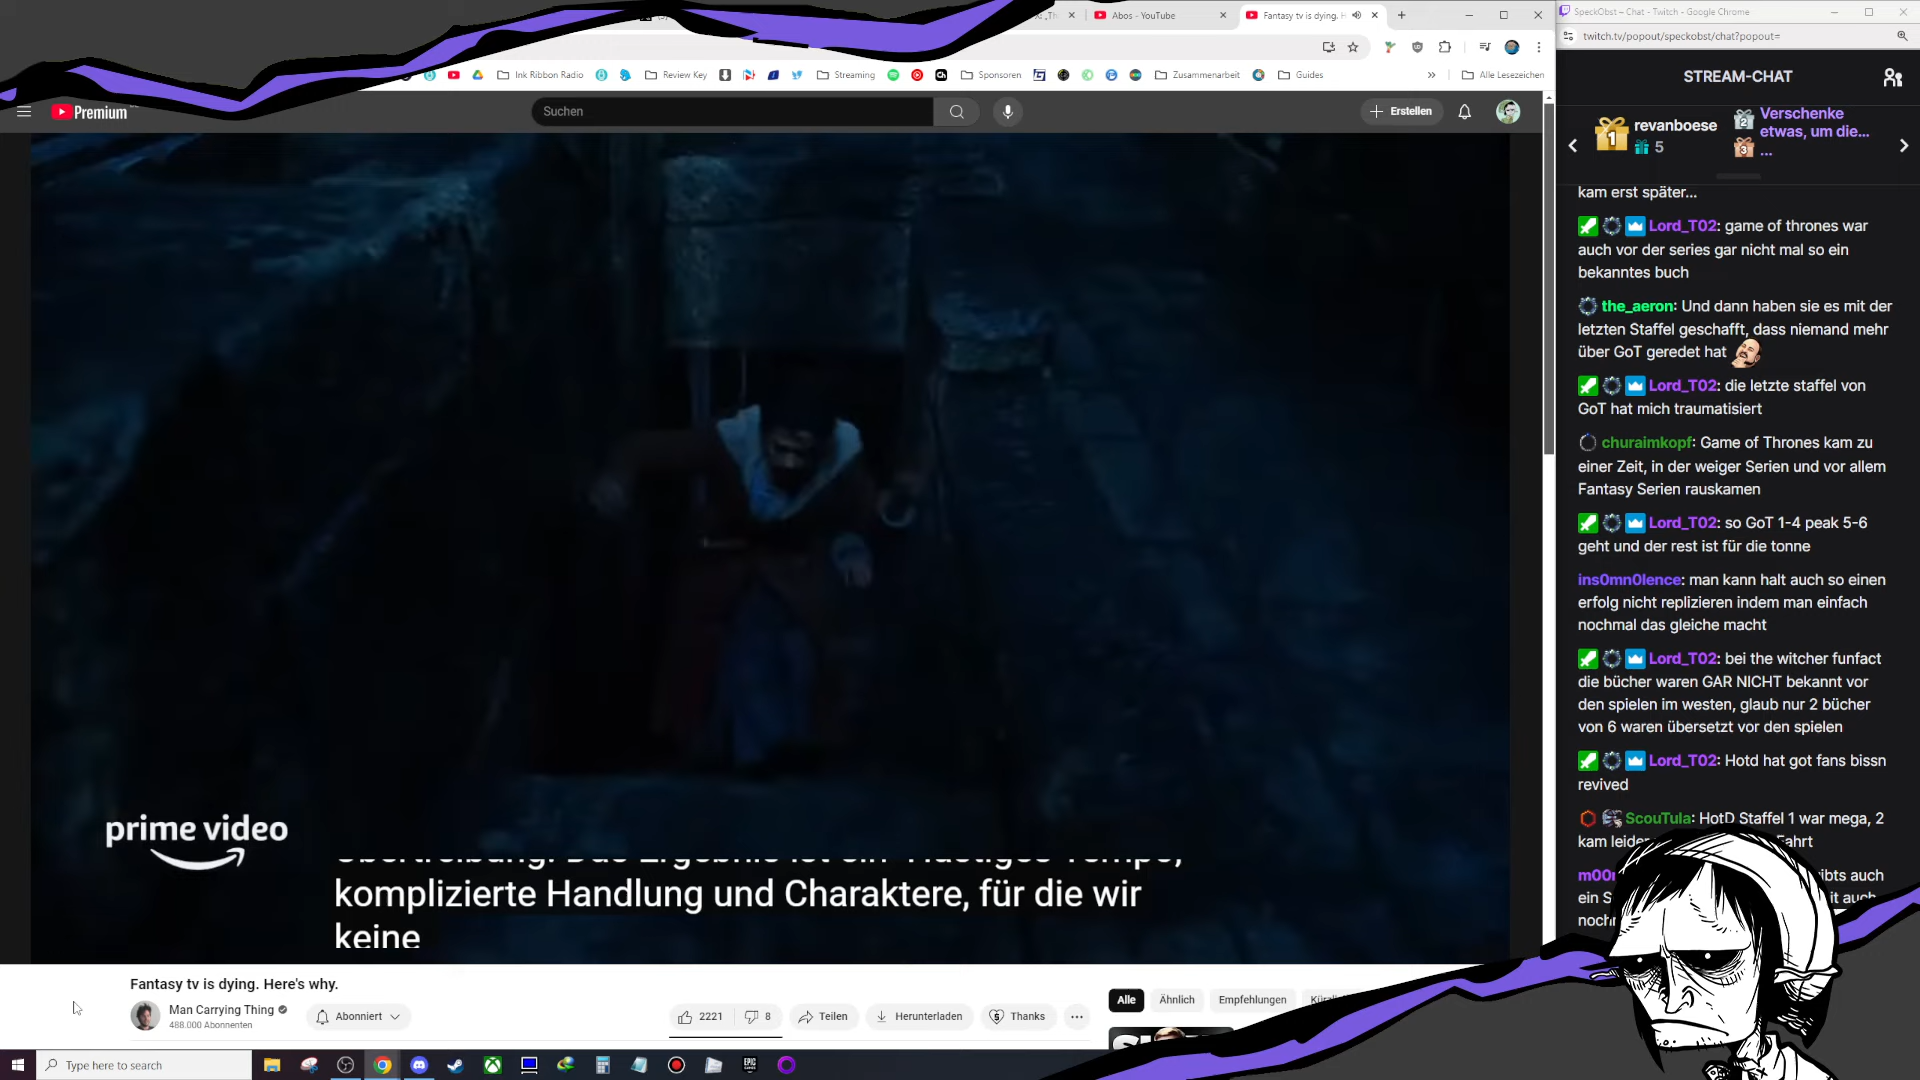 Abos - YouTube
Fantasy tv is dying. H
SpeckObst – Chat - Twitch - Google Chrome
twitch.tv/popout/speckobst/chat?popout=
Ink Ribbon Radio
Review Key
Streaming
Sponsoren
Zusammenarbeit
Guides
Alle Lesezeichen
Premium
Suchen
Erstellen
STREAM-CHAT
1
revanboese
5
2
3
Verschenke
etwas, um die...
...
kam erst später...
Lord_T02: game of thrones war
auch vor der series gar nicht mal so ein
bekanntes buch
the_aeron: Und dann haben sie es mit der
letzten Staffel geschafft, dass niemand mehr
über GoT geredet hat
Lord_T02: die letzte staffel von
GoT hat mich traumatisiert
churaimkopf: Game of Thrones kam zu
einer Zeit, in der weiger Serien und vor allem
Fantasy Serien rauskamen
Lord_T02: so GoT 1-4 peak 5-6
geht und der rest ist für die tonne
ins0mn0lence: man kann halt auch so einen
erfolg nicht replizieren indem man einfach
nochmal das gleiche macht
Lord_T02: bei the witcher funfact
die bücher waren GAR NICHT bekannt vor
den spielen im westen, glaub nur 2 bücher
von 6 waren übersetzt vor den spielen
Lord_T02: Hotd hat got fans bissn
revived
ScouTula: HotD Staffel 1 war mega, 2
kam
prime video
Übertreibung. Das Ergebnis ist ein hastiges Tempo,
komplizierte Handlung und Charaktere, für die wir
keine
Fantasy tv is dying. Here's why.
Man Carrying Thing
488.000 Abonnenten
Abonniert
2221
8
Teilen
Herunterladen
Thanks
Alle
Ähnlich
Empfehlungen
Type here to search